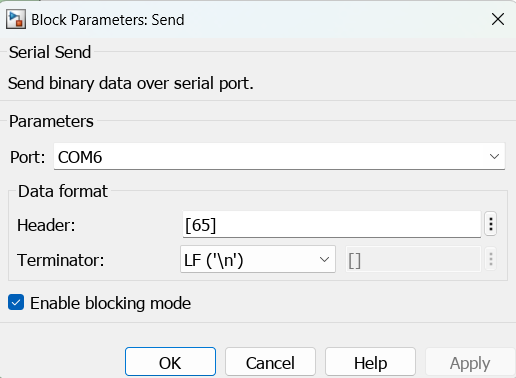 Block Parameters: Send
Serial Send
Send binary data over serial port.
Parameters
Port: COM6
Data format
Header: [65]
Terminator: LF ('\n') []
Enable blocking mode
OK Cancel Help Apply